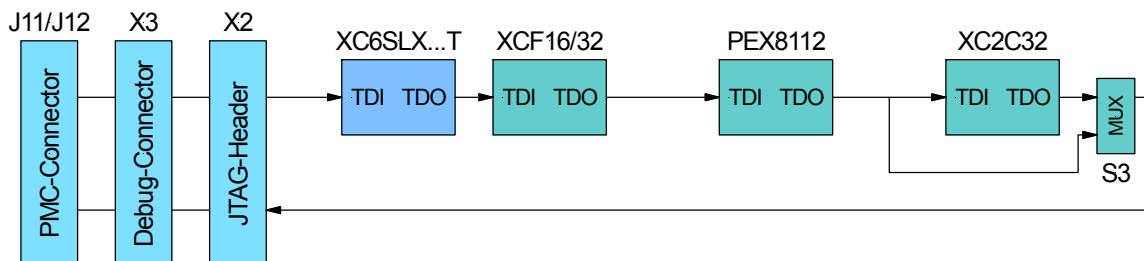 J11/J12 X3 X2
XC6SLX...T XCF16/32 PEX8112 XC2C32
PMC-Connector
Debug-Connector
JTAG-Header
TDI TDO TDI TDO TDI TDO TDI TDO
MUX
S3